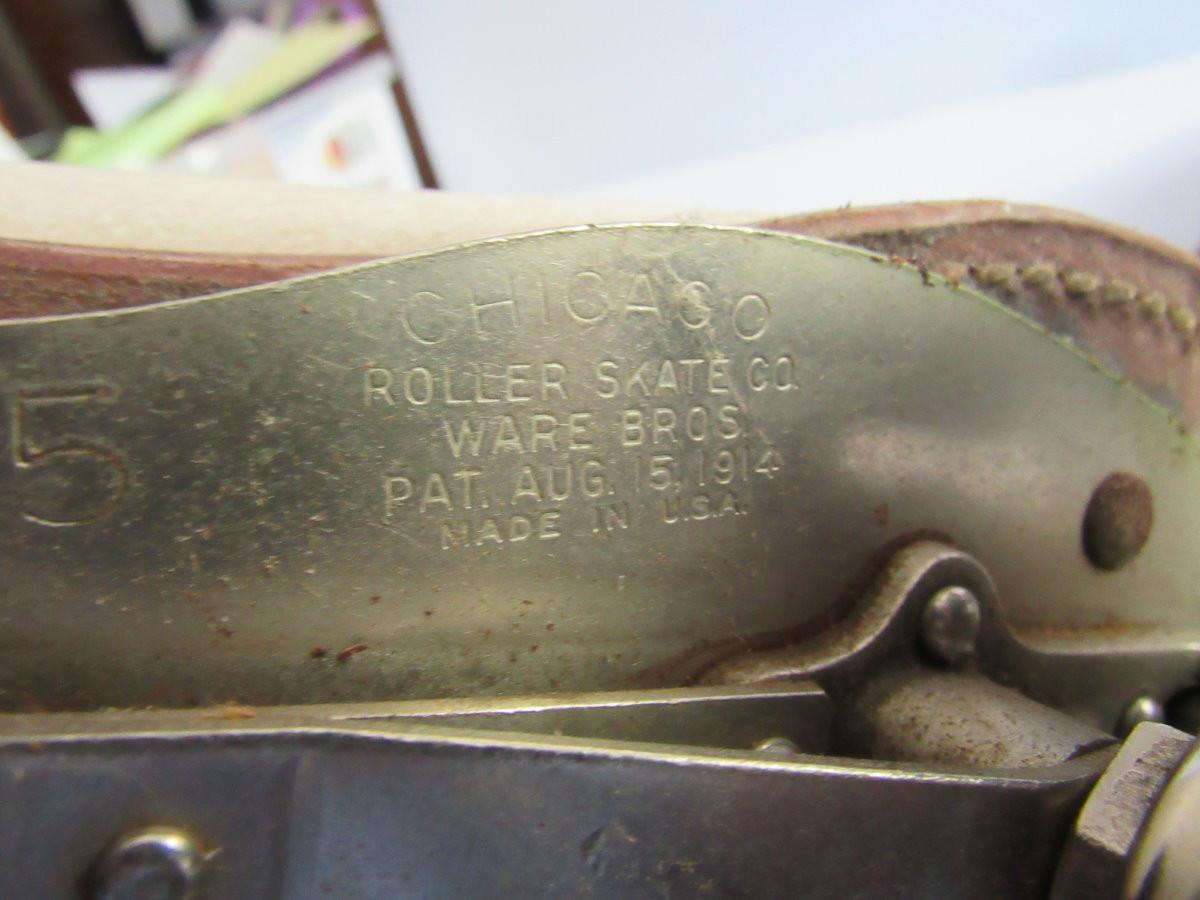 CHICAGO
ROLLER SKATE CO.
WARE BROS.
PAT. AUG. 15, 1914
MADE IN U.S.A.
5